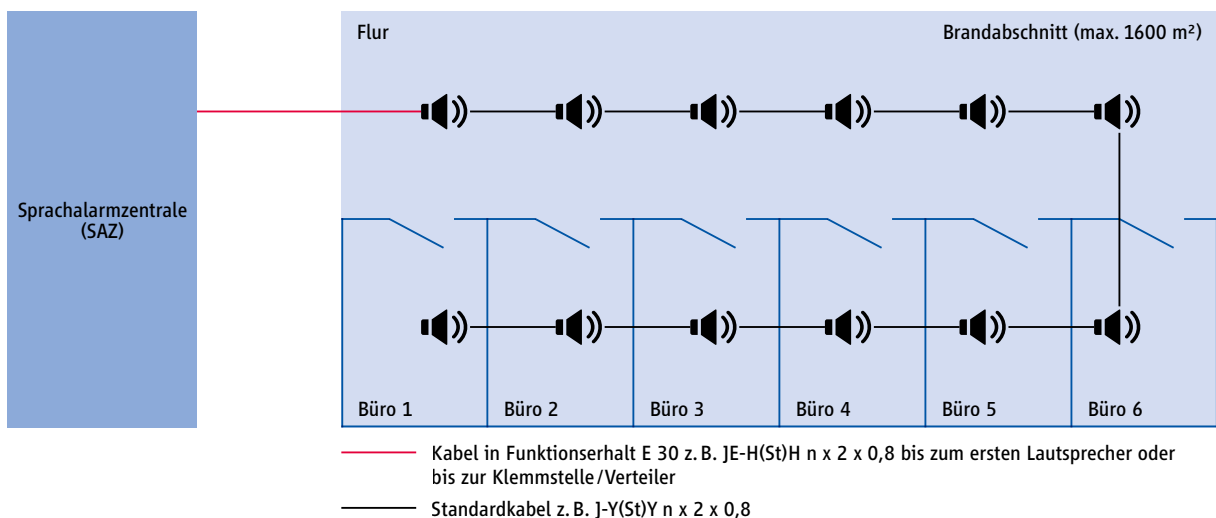 Flur
Brandabschnitt (max. 1600 m²)
Sprachalarmzentrale
(SAZ)
Büro 1
Büro 2
Büro 3
Büro 4
Büro 5
Büro 6
Kabel in Funktionserhalt E 30 z. B. JE-H(St)H n x 2 x 0,8 bis zum ersten Lautsprecher oder
bis zur Klemmstelle/Verteiler
Standardkabel z. B. J-Y(St)Y n x 2 x 0,8